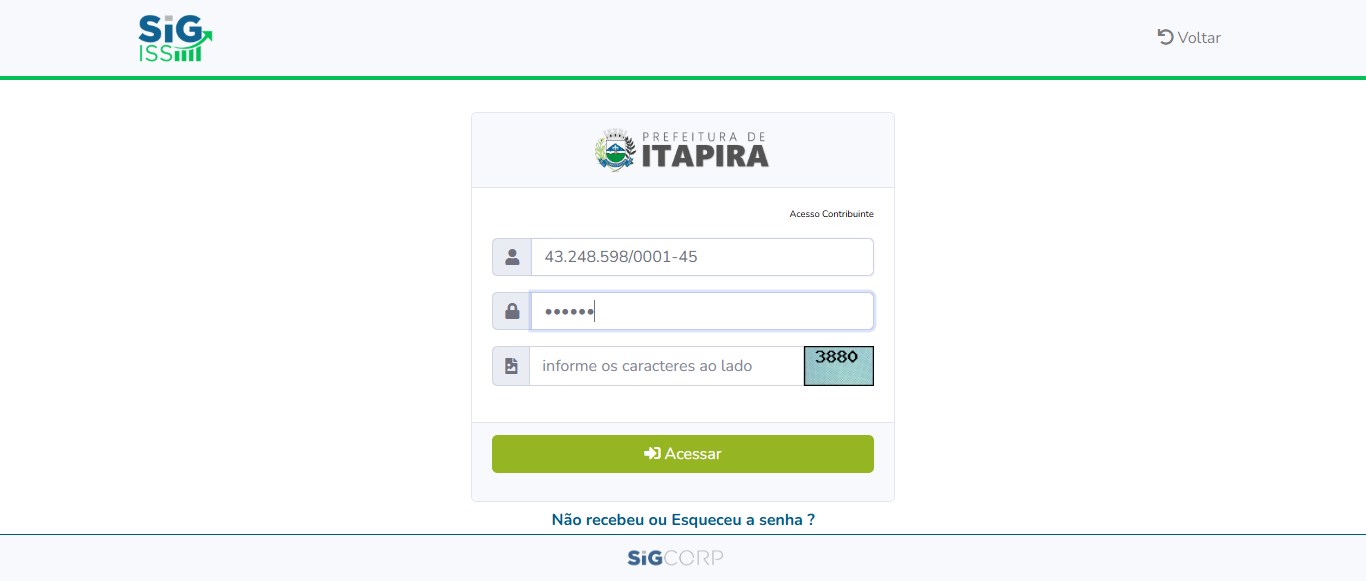 SiG
ISS
Voltar
PREFEITURA DE
ITAPIRA
Acesso Contribuinte
43.248.598/0001-45
••••••
informe os caracteres ao lado
3880
Acessar
Não recebeu ou Esqueceu a senha ?
SiGCORP